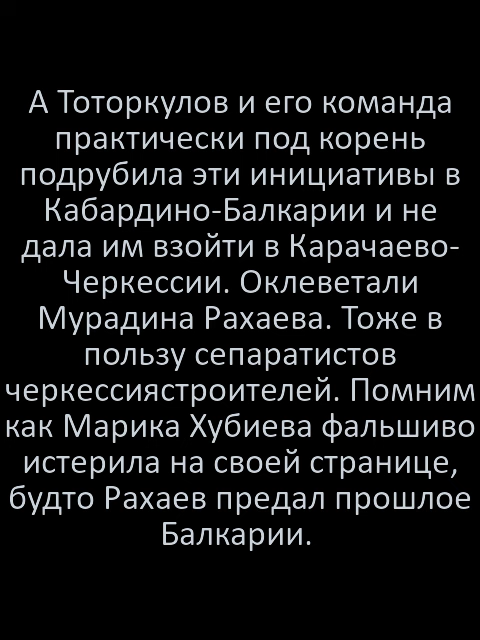 А Тоторкулов и его команда
практически под корень
подрубила эти инициативы в
Кабардино-Балкарии и не
дала им взойти в Карачаево-
Черкессии. Оклеветали
Мурадина Рахаева. Тоже в
пользу сепаратистов
черкессиястроителей. Помним
как Марика Хубиева фальшиво
истерила на своей странице,
будто Рахаев предал прошлое
Балкарии.